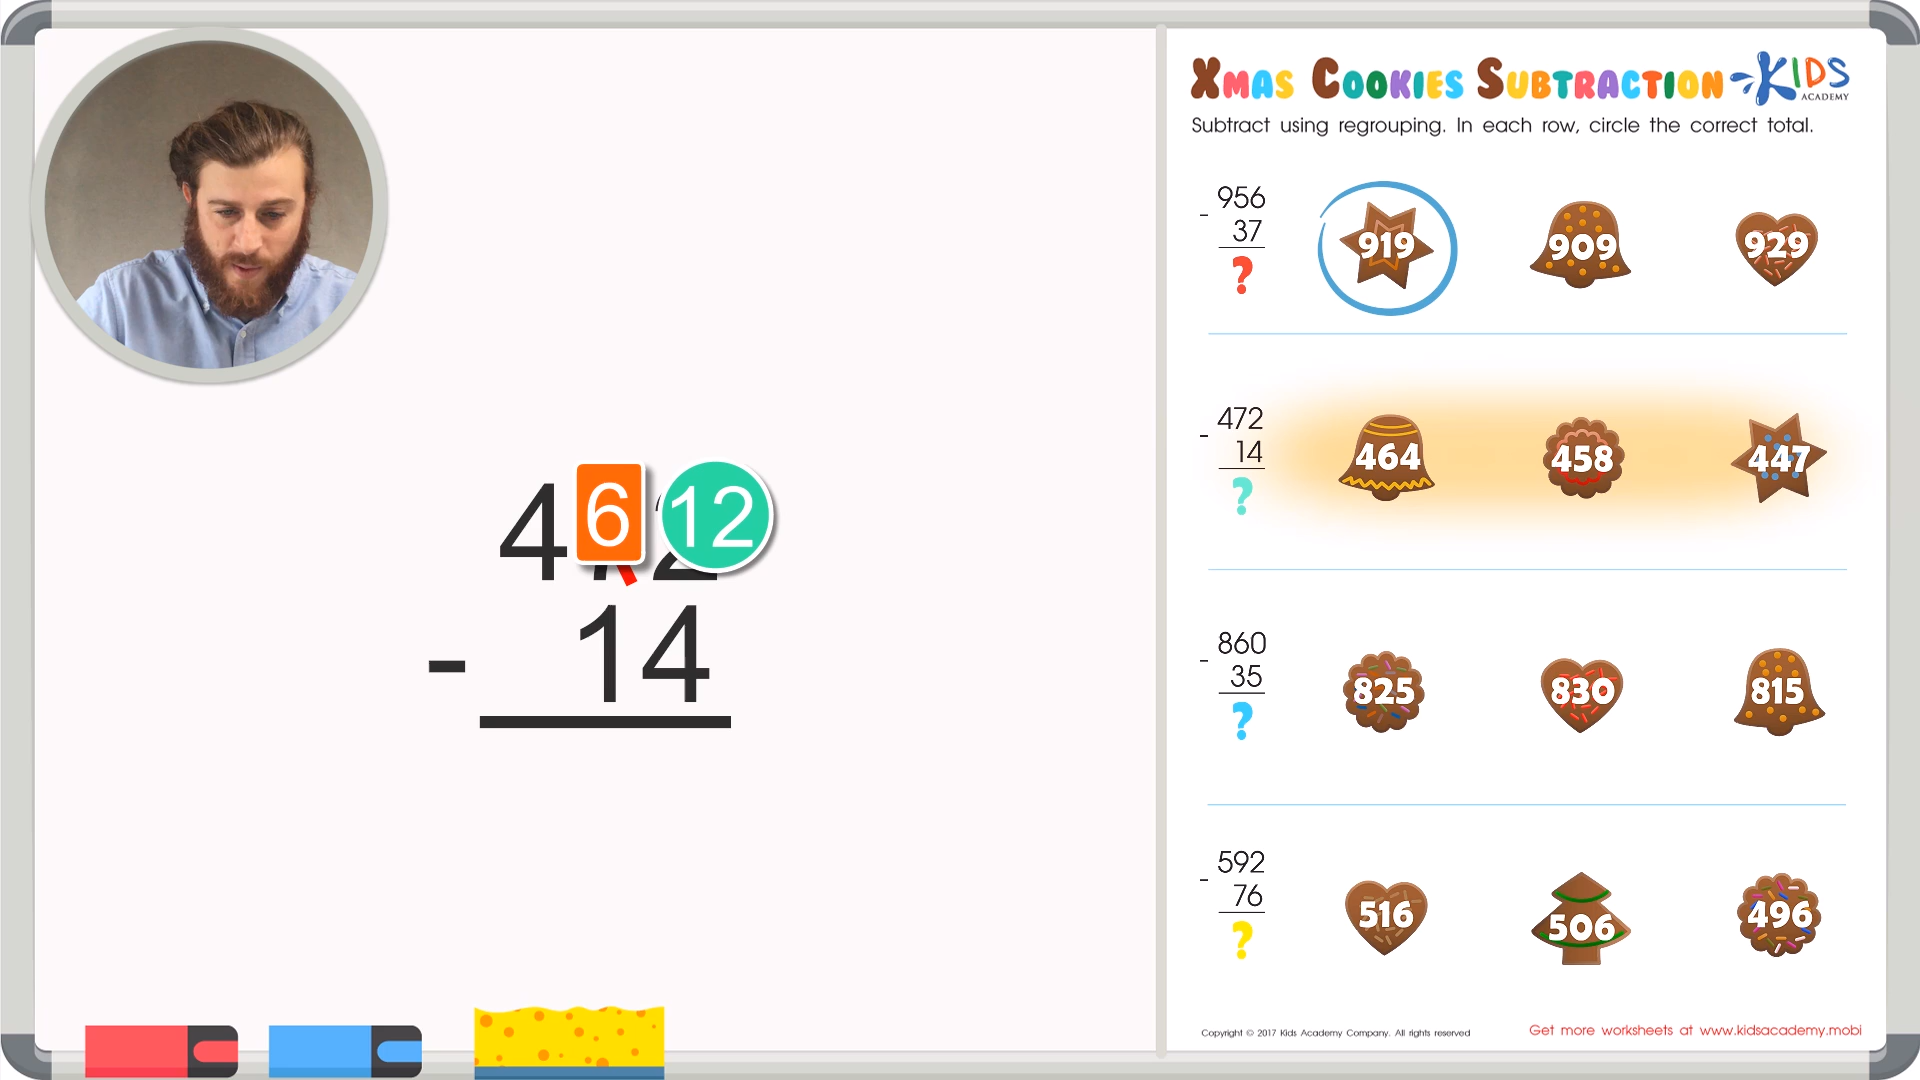 Xmas Cookies Subtraction
KIDS
ACADEMY
Subtract using regrouping. In each row, circle the correct total.
956
- 37
?
919 909 929
472
- 14
?
464 458 447
860
- 35
?
825 830 815
592
- 76
?
516 506 496
4 6 12
- 14
Copyright © 2017 Kids Academy Company. All rights reserved
Get more worksheets at www.kidsacademy.mobi